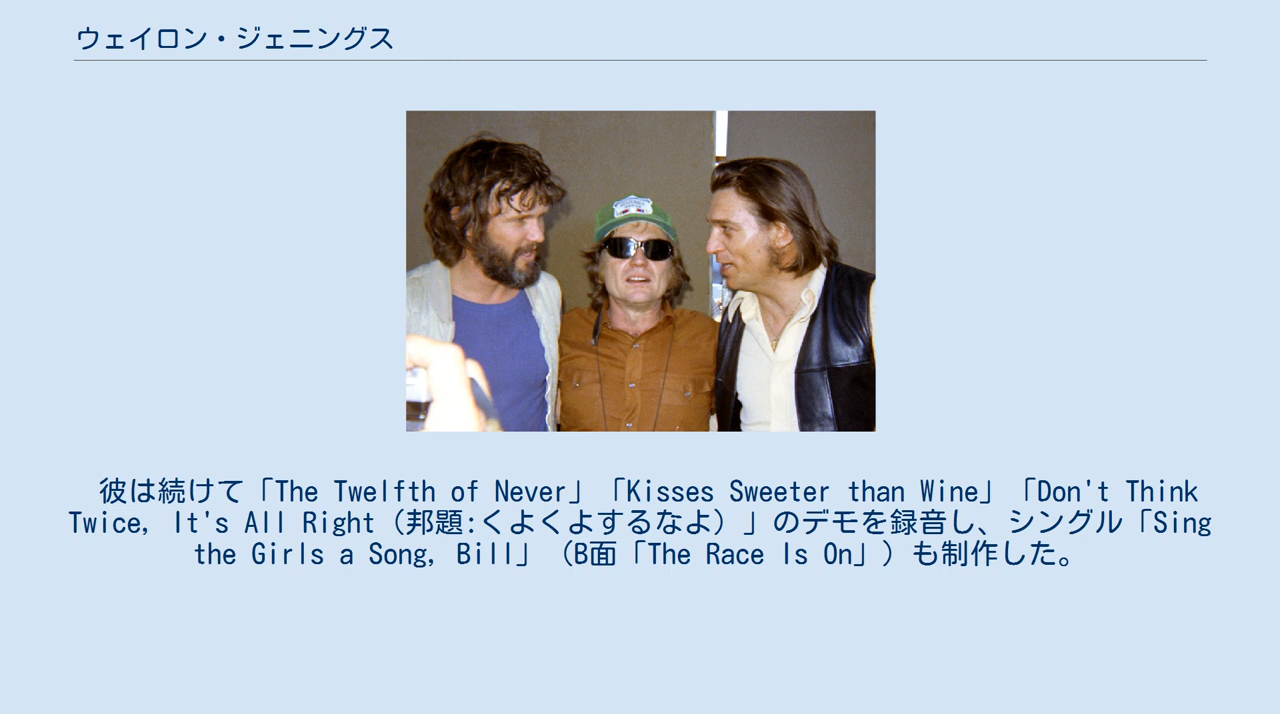 ウェイロン・ジェニングス
彼は続けて「The Twelfth of Never」「Kisses Sweeter than Wine」「Don't Think
Twice, It's All Right（邦題:くよくよするなよ）」のデモを録音し、シングル「Sing
the Girls a Song, Bill」（B面「The Race Is On」）も制作した。